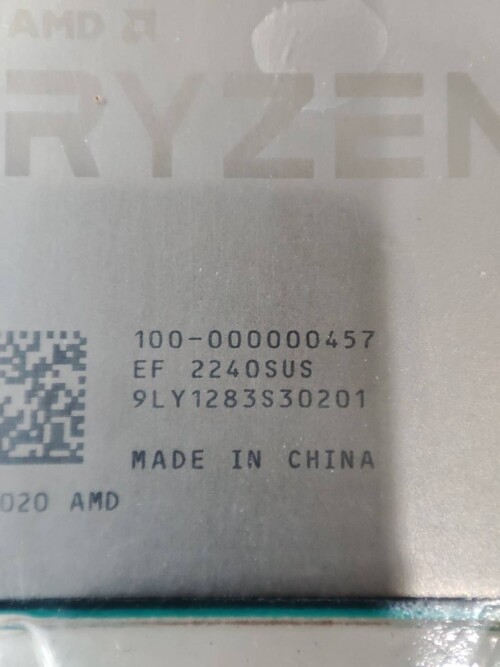 AMD
RYZEN
100-000000457
EF 2240SUS
9LY1283S30201
MADE IN CHINA
020 AMD